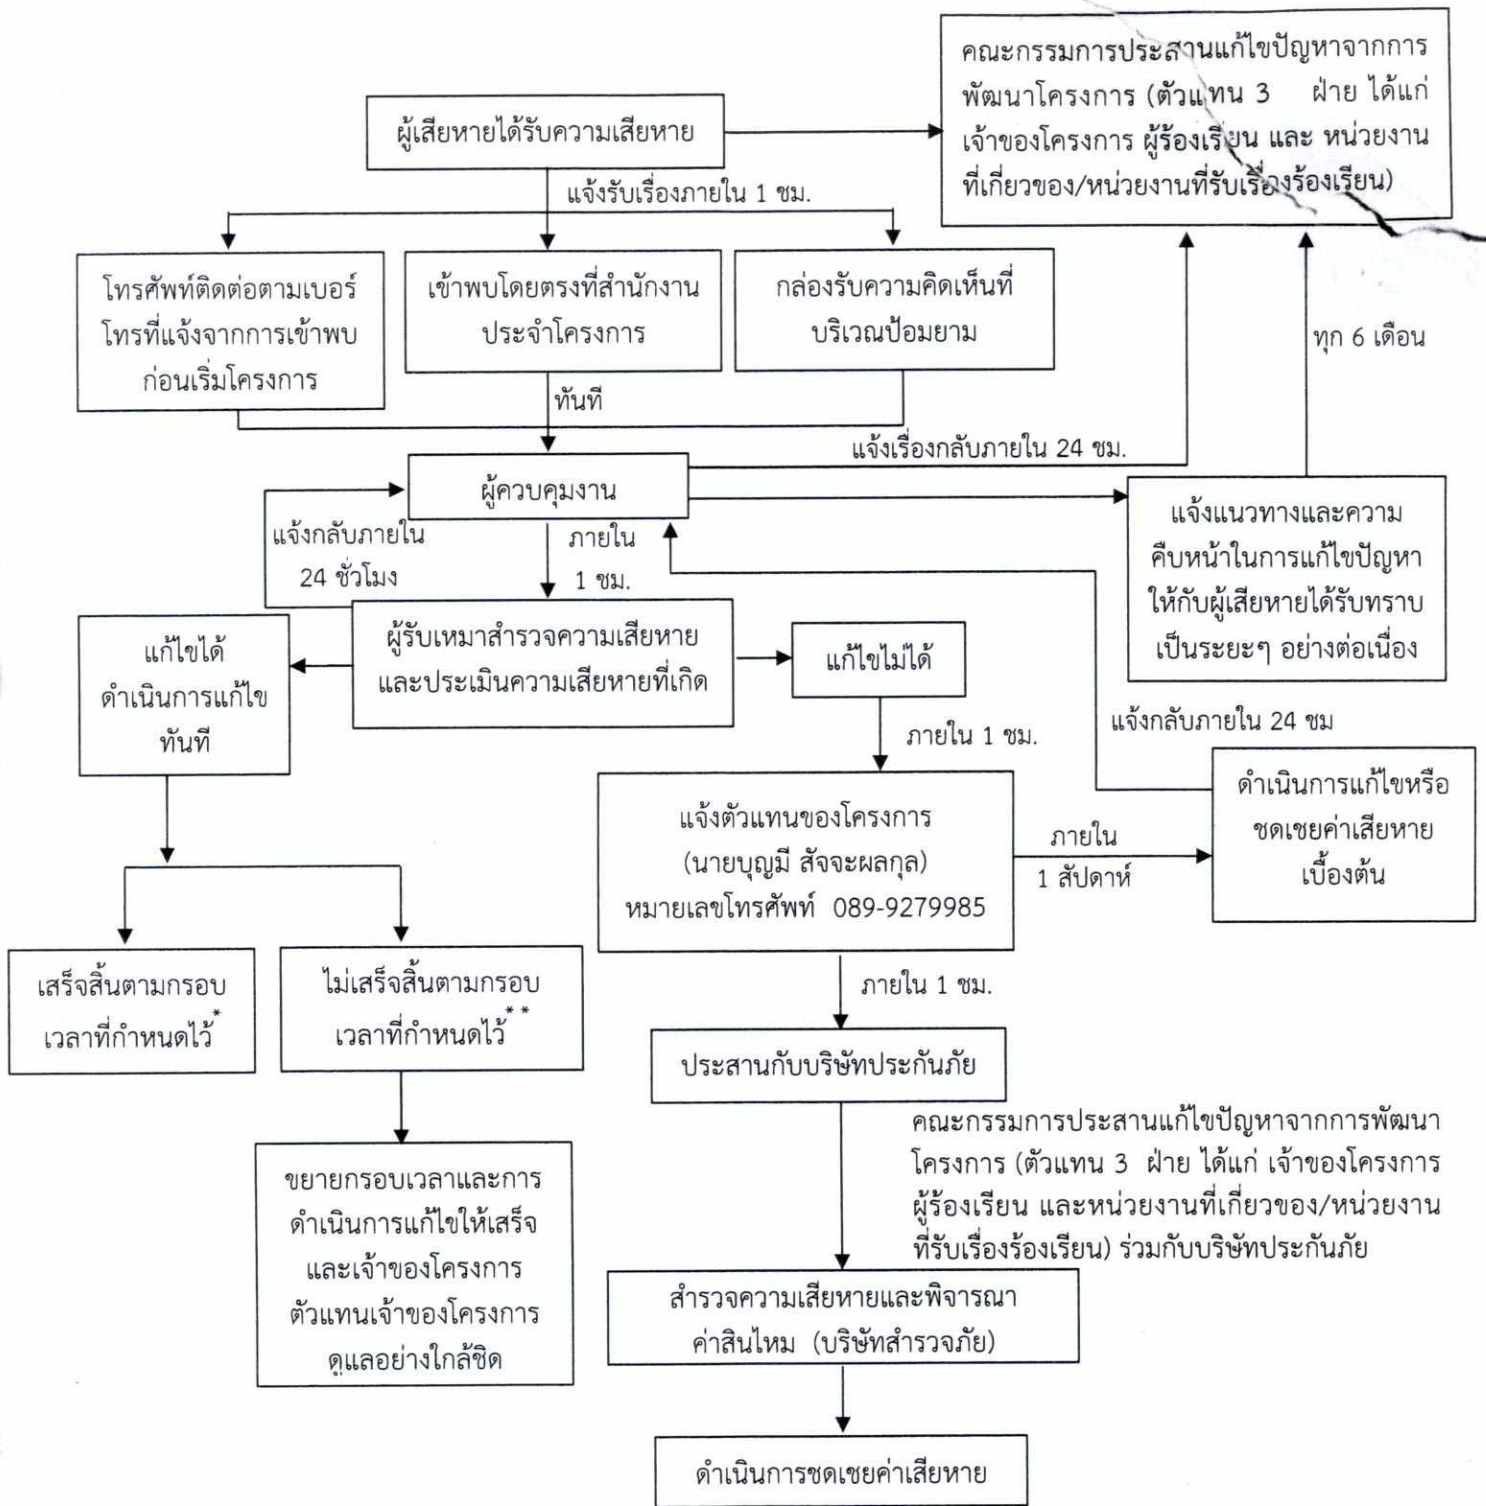 คณะกรรมการประสานแก้ไขปัญหาจากการ
พัฒนาโครงการ (ตัวแทน 3 ฝ่าย ได้แก่
เจ้าของโครงการ ผู้ร้องเรียน และ หน่วยงาน
ที่เกี่ยวของ/หน่วยงานที่รับเรื่องร้องเรียน)
ผู้เสียหายได้รับความเสียหาย
แจ้งรับเรื่องภายใน 1 ชม.
โทรศัพท์ติดต่อตามเบอร์
โทรที่แจ้งจากการเข้าพบ
ก่อนเริ่มโครงการ
เข้าพบโดยตรงที่สำนักงาน
ประจำโครงการ
กล่องรับความคิดเห็นที่
บริเวณป้อมยาม
ทุก 6 เดือน
ทันที
แจ้งเรื่องกลับภายใน 24 ชม.
ผู้ควบคุมงาน
แจ้งกลับภายใน
24 ชั่วโมง
ภายใน
1 ชม.
แจ้งแนวทางและความ
คืบหน้าในการแก้ไขปัญหา
ให้กับผู้เสียหายได้รับทราบ
เป็นระยะๆ อย่างต่อเนื่อง
แก้ไขได้
ดำเนินการแก้ไข
ทันที
ผู้รับเหมาสำรวจความเสียหาย
และประเมินความเสียหายที่เกิด
แก้ไขไม่ได้
ภายใน 1 ชม.
แจ้งกลับภายใน 24 ชม
แจ้งตัวแทนของโครงการ
(นายบุญมี สัจจะผลกุล)
หมายเลขโทรศัพท์ 089-9279985
ภายใน
1 สัปดาห์
ดำเนินการแก้ไขหรือ
ชดเชยค่าเสียหาย
เบื้องต้น
เสร็จสิ้นตามกรอบ
เวลาที่กำหนดไว้*
ไม่เสร็จสิ้นตามกรอบ
เวลาที่กำหนดไว้**
ภายใน 1 ชม.
ประสานกับบริษัทประกันภัย
คณะกรรมการประสานแก้ไขปัญหาจากการพัฒนา
โครงการ (ตัวแทน 3 ฝ่าย ได้แก่ เจ้าของโครงการ
ผู้ร้องเรียน และหน่วยงานที่เกี่ยวของ/หน่วยงาน
ที่รับเรื่องร้องเรียน) ร่วมกับบริษัทประกันภัย
ขยายกรอบเวลาและการ
ดำเนินการแก้ไขให้เสร็จ
และเจ้าของโครงการ
ตัวแทนเจ้าของโครงการ
ดูแลอย่างใกล้ชิด
สำรวจความเสียหายและพิจารณา
ค่าสินไหม (บริษัทสำรวจภัย)
ดำเนินการชดเชยค่าเสียหาย